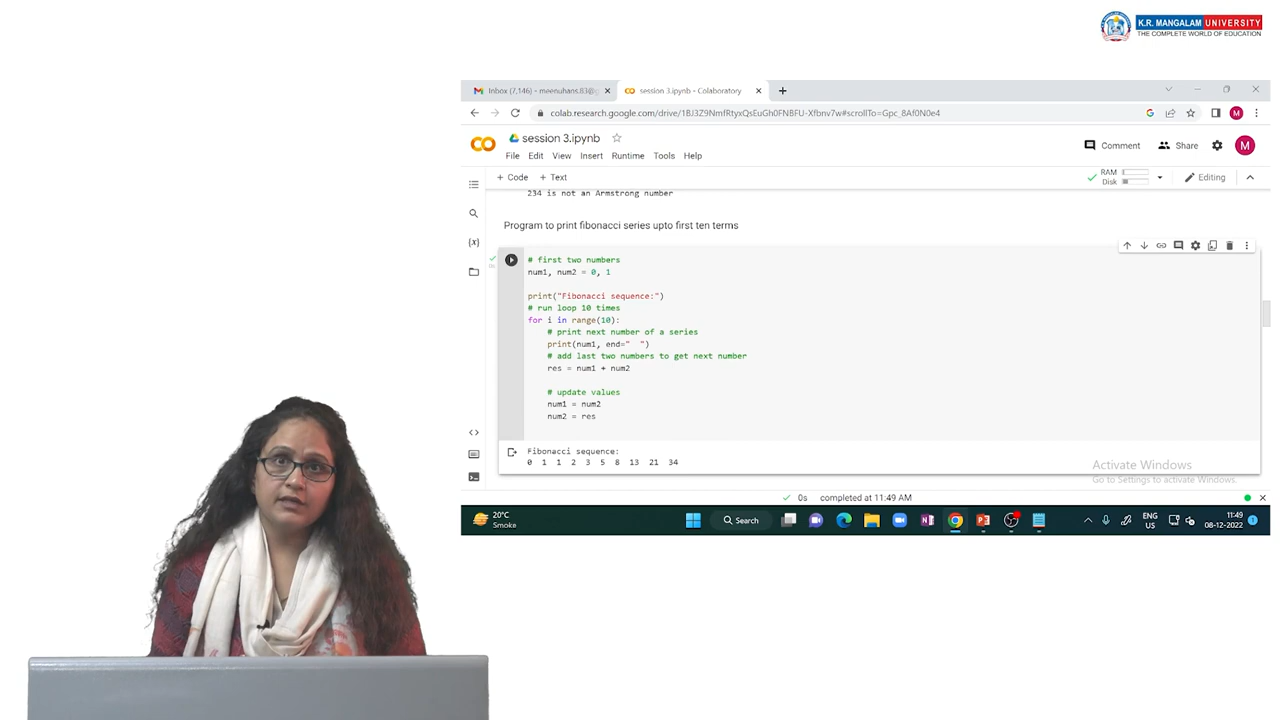 K.R. MANGALAM UNIVERSITY
THE COMPLETE WORLD OF EDUCATION
Inbox (7,146) – meenuhans.83@g
session 3.ipynb - Colaboratory
colab.research.google.com/drive/1BJ3Z9NmfRtyxQsEuGh0FNBFU-Xfbnv7w#scrollTo=Gpc_8Af0N0e4
M
session 3.ipynb
File Edit View Insert Runtime Tools Help
Comment
Share
M
+ Code + Text
RAM
Disk
Editing
234 is not an Armstrong number
Program to print fibonacci series upto first ten terms
# first two numbers
num1, num2 = 0, 1
print("Fibonacci sequence:")
# run loop 10 times
for i in range(10):
# print next number of a series
print(num1, end="  ")
# add last two numbers to get next number
res = num1 + num2
# update values
num1 = num2
num2 = res
Fibonacci sequence:
0 1 1 2 3 5 8 13 21 34
Activate Windows
Go to Settings to activate Windows.
0s completed at 11:49 AM
20°C
Smoke
Search
ENG
US
11:49
08-12-2022